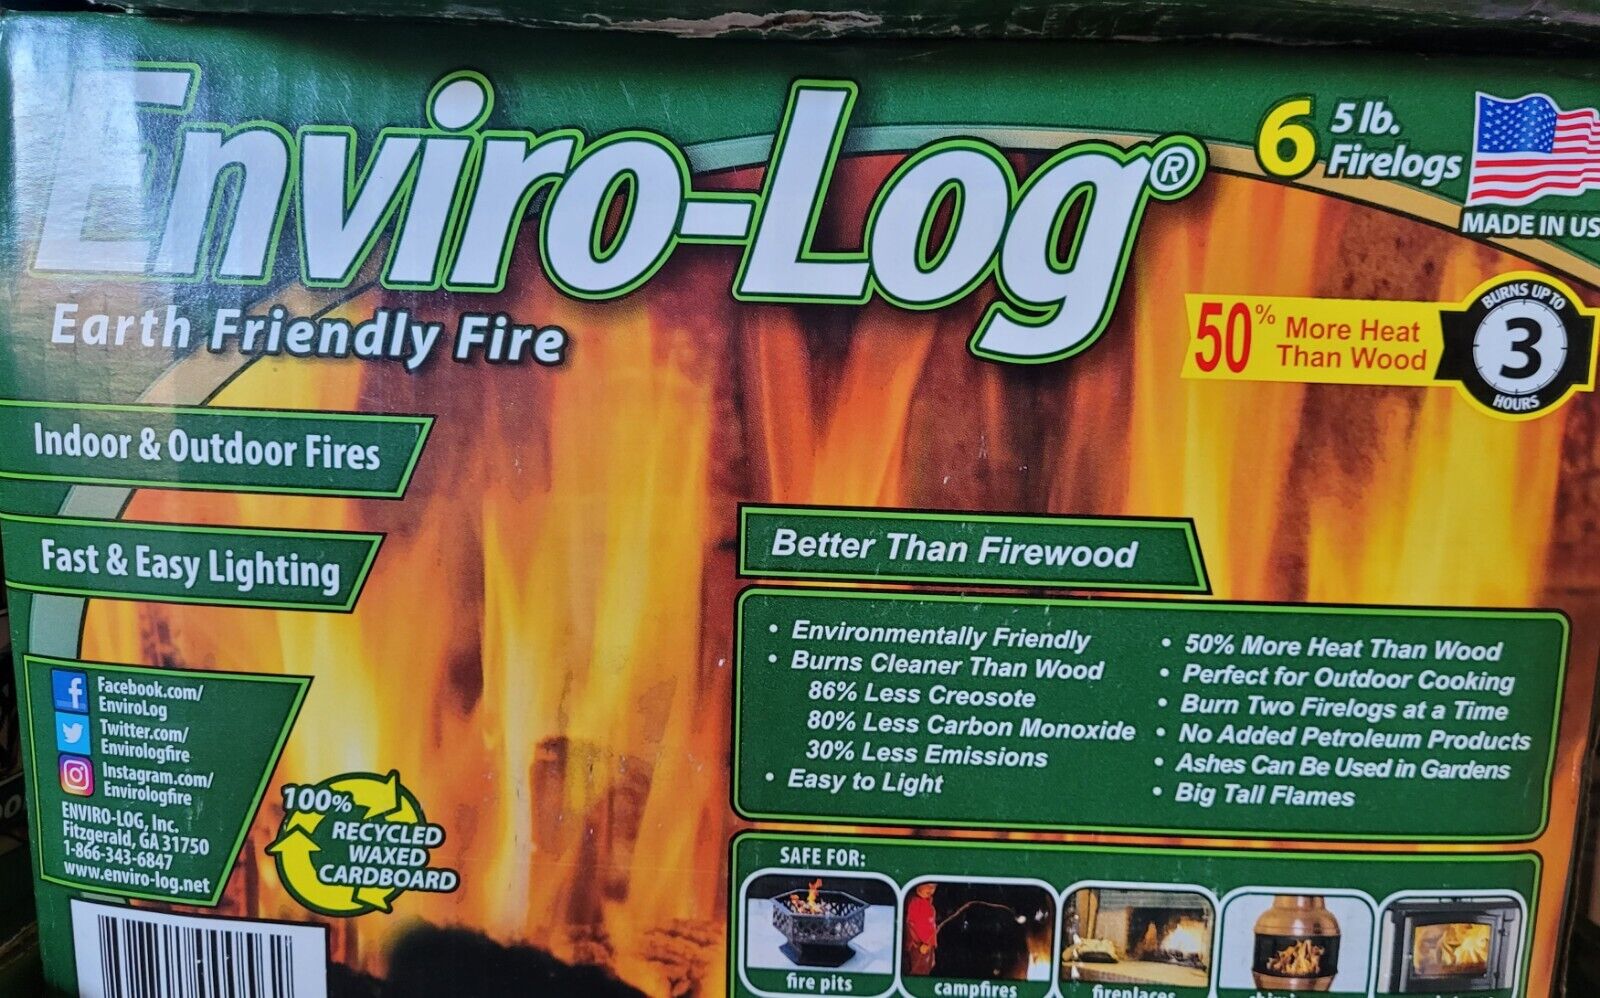 Enviro-Log®
Earth Friendly Fire
6 5 lb.
Firelogs
MADE IN US
50% More Heat
Than Wood
BURNS UP TO
3
HOURS
Indoor & Outdoor Fires
Fast & Easy Lighting
Better Than Firewood
• Environmentally Friendly
• Burns Cleaner Than Wood
86% Less Creosote
80% Less Carbon Monoxide
30% Less Emissions
• Easy to Light
• 50% More Heat Than Wood
• Perfect for Outdoor Cooking
• Burn Two Firelogs at a Time
• No Added Petroleum Products
• Ashes Can Be Used in Gardens
• Big Tall Flames
Facebook.com/
EnviroLog
Twitter.com/
Envirologfire
Instagram.com/
Envirologfire
ENVIRO-LOG, Inc.
Fitzgerald, GA 31750
1-866-343-6847
www.enviro-log.net
100%
RECYCLED
WAXED
CARDBOARD
SAFE FOR:
fire pits
campfires
fireplaces